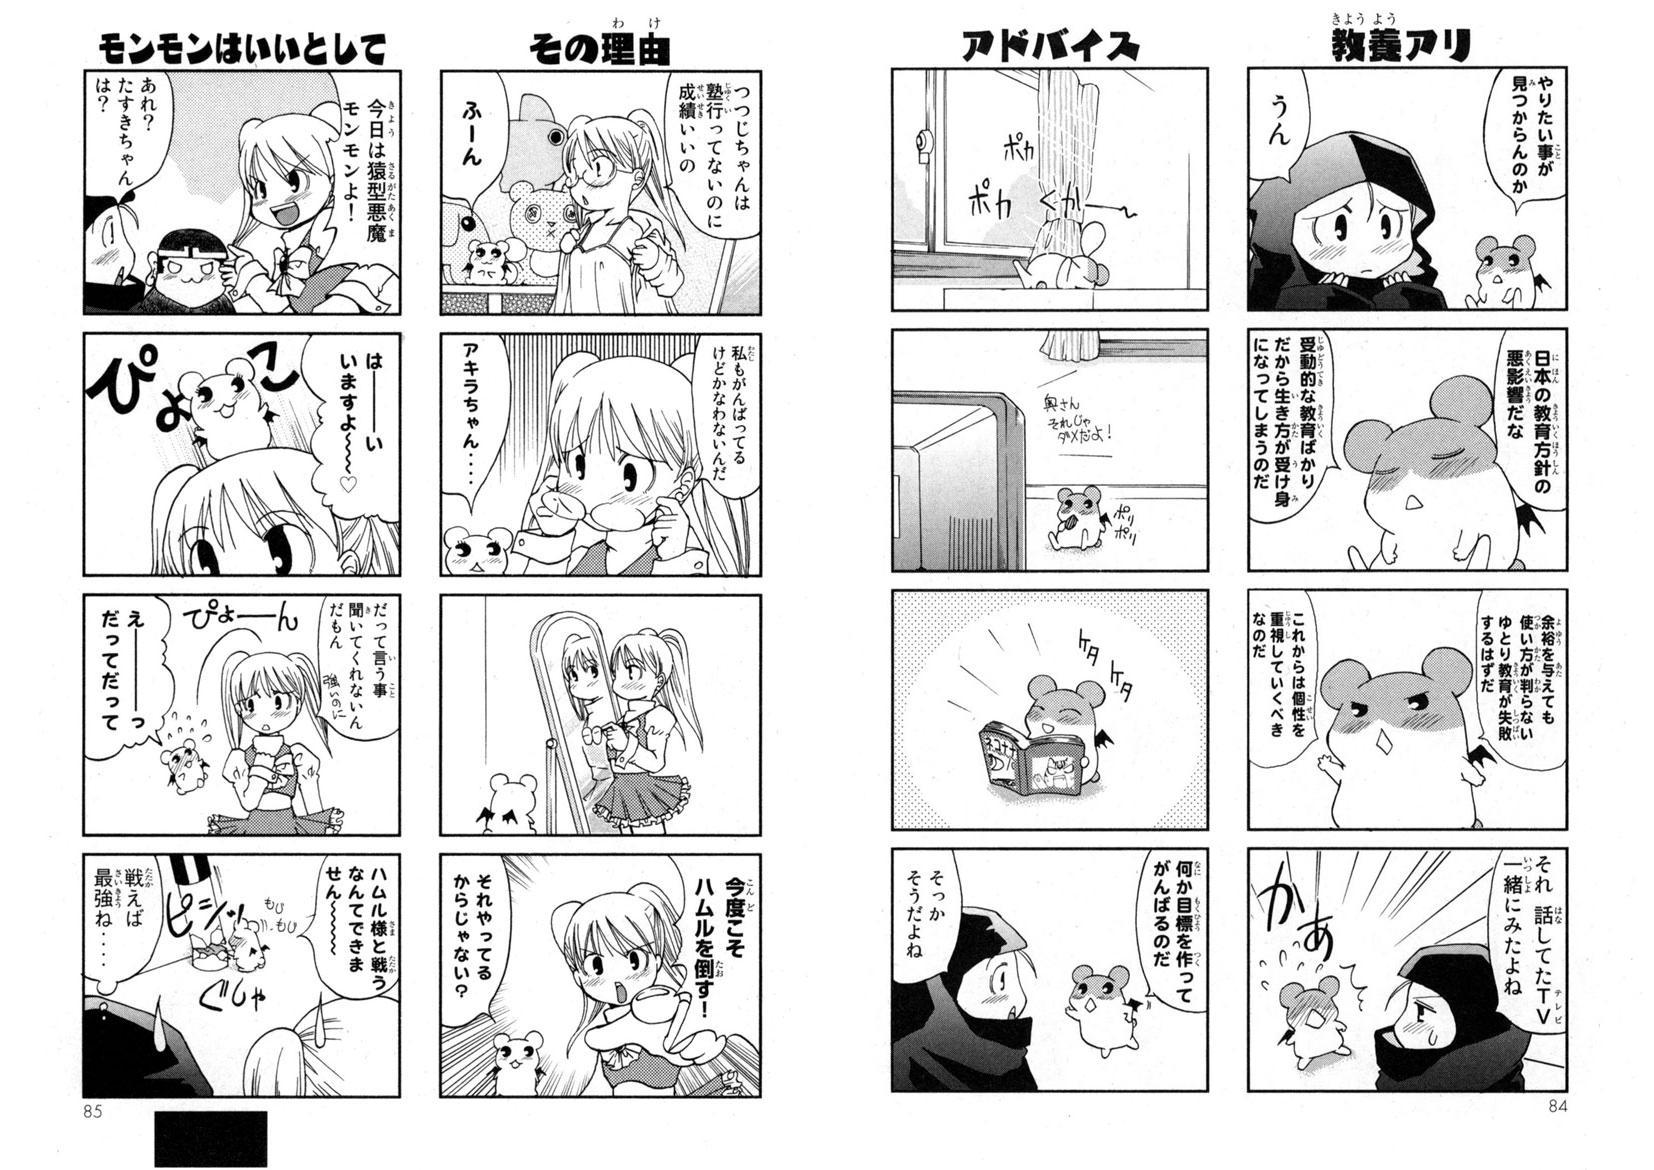 教養アリ
きょうよう
やりたい事が
見つからんのか
うん
日本の教育方針の
悪影響だな
受動的な教育ばかり
だから生き方が受け身
になってしまうのだ
余裕を与えても
使い方が判らない
ゆとり教育が失敗
するはずだ
これからは個性を
重視していくべき
なのだ
それ 話してたTV
一緒にみたよね
かあ
アドバイス
ポカ
ポカ
くかー
奥さん
それじゃ
ダメだよ!
ポリ
ポリ
ケタ
ケタ
ネコナナ
何か目標を作って
がんばるのだ
そっか
そうだよね
84
その理由
わけ
つつじちゃんは
塾行ってないのに
成績いいの
ふーん
私もがんばってる
けどかなわないんだ
アキラちゃん‥‥
今度こそ
ハムルを倒す!
それやってる
からじゃない?
モンモンはいいとして
今日は猿型悪魔
モンモンよ!
あれ?
たすきちゃん
は?
はーーい
いますよ〜〜♡
ぴょこ
だって言う事
聞いてくれないん
だもん
強いのに
ぴょーーん
えーーーっ
だってだって
ハムル様と戦う
なんてできま
せん〜〜〜
もじ
もじ
ピシッ
ぐしゃ
戦えば
最強ね‥‥
85